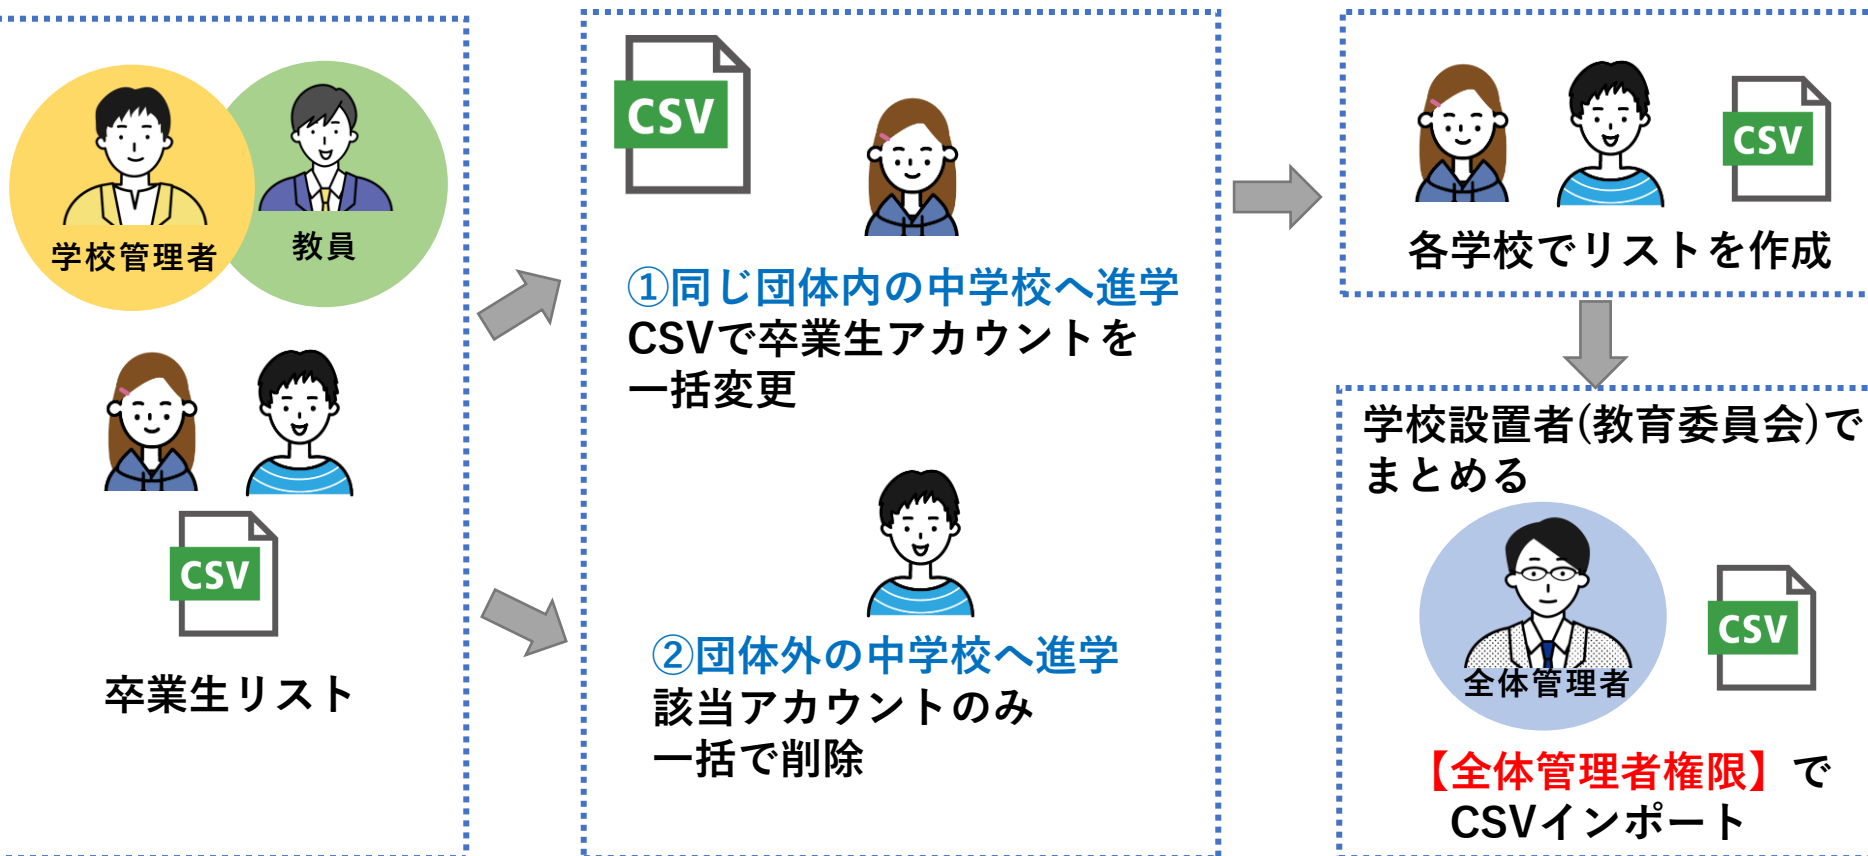 学校管理者
教員
CSV
卒業生リスト
CSV
①同じ団体内の中学校へ進学
CSVで卒業生アカウントを
一括変更
②団体外の中学校へ進学
該当アカウントのみ
一括で削除
CSV
各学校でリストを作成
学校設置者(教育委員会)で
まとめる
全体管理者
CSV
【全体管理者権限】で
CSVインポート